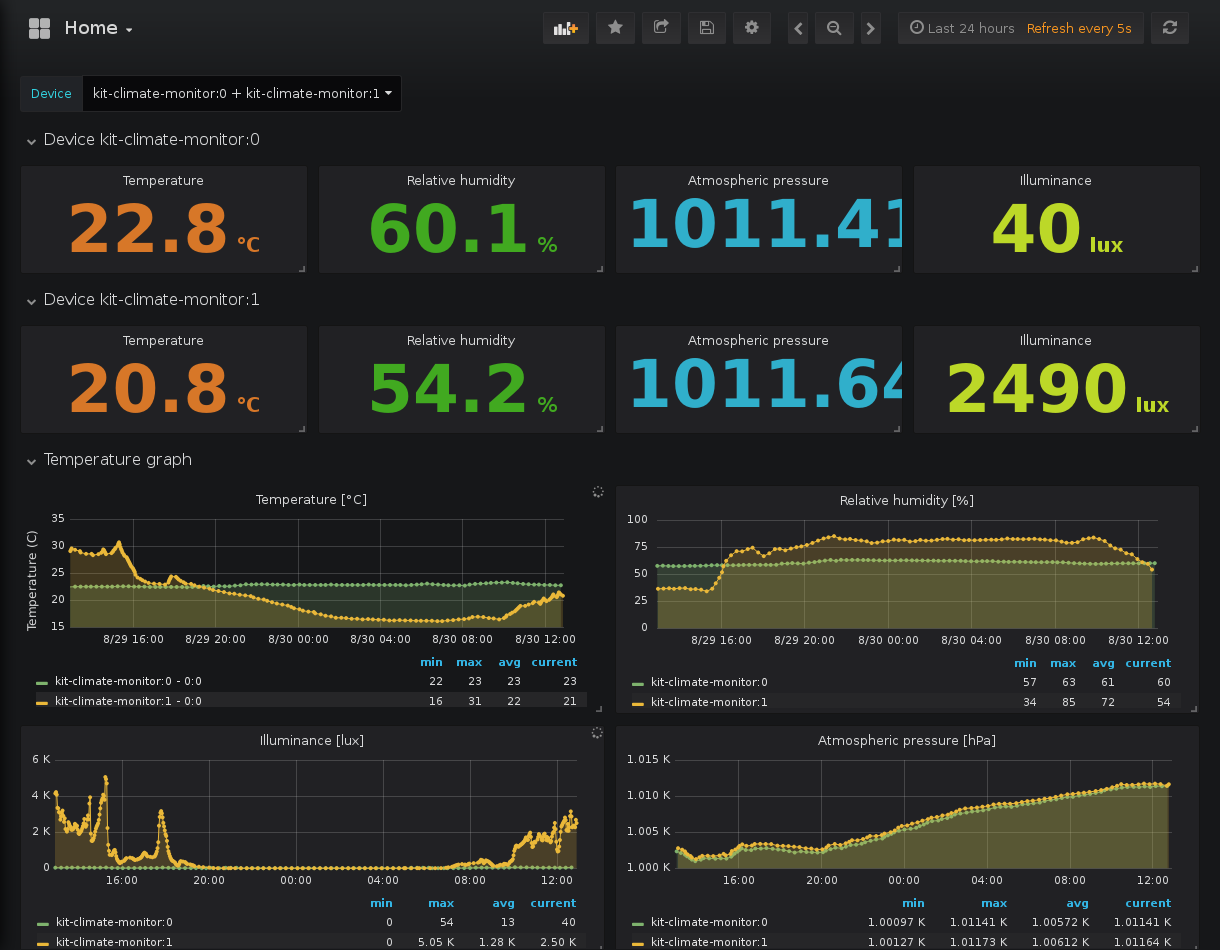 Home
Last 24 hours Refresh every 5s
Device kit-climate-monitor:0 + kit-climate-monitor:1
Device kit-climate-monitor:0
Temperature Relative humidity Atmospheric pressure Illuminance
22.8 °C 60.1 % 1011.41 40 lux
Device kit-climate-monitor:1
Temperature Relative humidity Atmospheric pressure Illuminance
20.8 °C 54.2 % 1011.64 2490 lux
Temperature graph
Temperature [°C]
Temperature (C)
35
30
25
20
15
8/29 16:00 8/29 20:00 8/30 00:00 8/30 04:00 8/30 08:00 8/30 12:00
min max avg current
kit-climate-monitor:0 - 0:0 22 23 23 23
kit-climate-monitor:1 - 0:0 16 31 22 21
Relative humidity [%]
100
75
50
25
0
8/29 16:00 8/29 20:00 8/30 00:00 8/30 04:00 8/30 08:00 8/30 12:00
min max avg current
kit-climate-monitor:0 57 63 61 60
kit-climate-monitor:1 34 85 72 54
Illuminance [lux]
6 K
4 K
2 K
0
16:00 20:00 00:00 04:00 08:00 12:00
min max avg current
kit-climate-monitor:0 0 54 13 40
kit-climate-monitor:1 0 5.05 K 1.28 K 2.50 K
Atmospheric pressure [hPa]
1.015 K
1.010 K
1.005 K
1.000 K
16:00 20:00 00:00 04:00 08:00 12:00
min max avg current
kit-climate-monitor:0 1.00097 K 1.01141 K 1.00572 K 1.01141 K
kit-climate-monitor:1 1.00127 K 1.01173 K 1.00612 K 1.01164 K